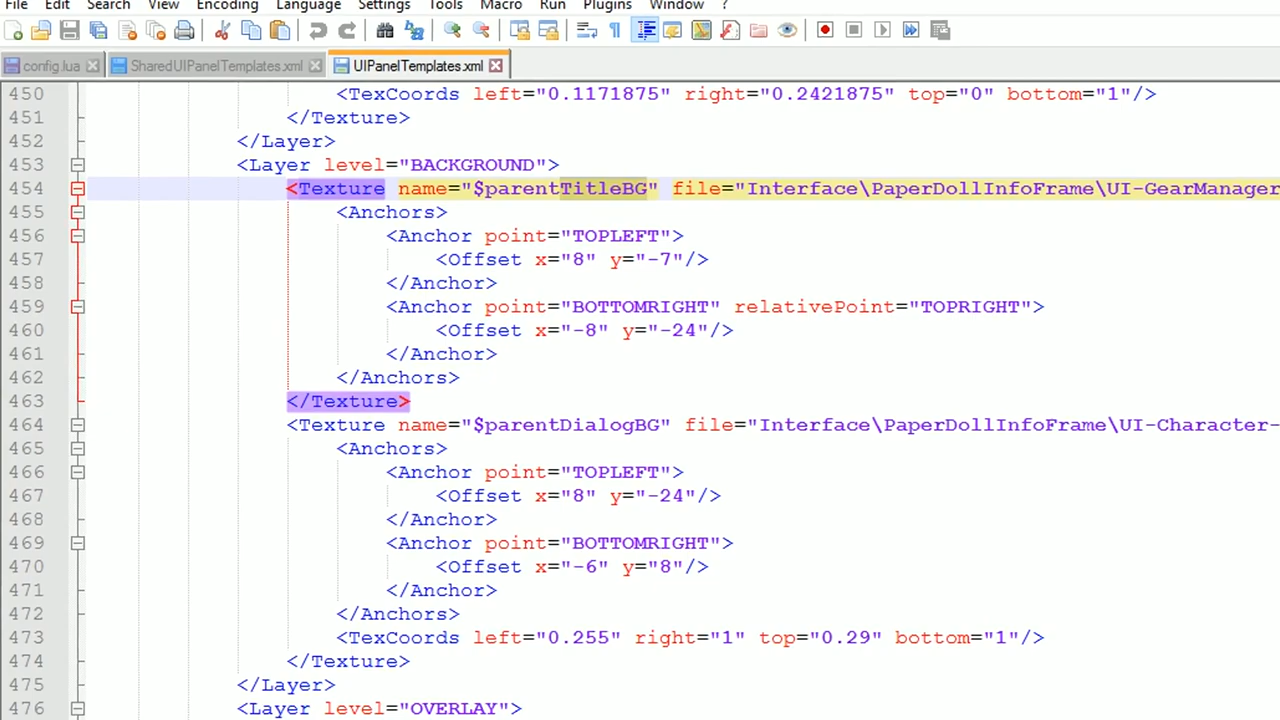 File Edit Search View Encoding Language Settings Tools Macro Run Plugins Window ?
config.lua SharedUIPanelTemplates.xml UIPanelTemplates.xml
450 <TexCoords left="0.1171875" right="0.2421875" top="0" bottom="1"/>
451 </Texture>
452 </Layer>
453 <Layer level="BACKGROUND">
454 <Texture name="$parentTitleBG" file="Interface\PaperDollInfoFrame\UI-GearManager
455 <Anchors>
456 <Anchor point="TOPLEFT">
457 <Offset x="8" y="-7"/>
458 </Anchor>
459 <Anchor point="BOTTOMRIGHT" relativePoint="TOPRIGHT">
460 <Offset x="-8" y="-24"/>
461 </Anchor>
462 </Anchors>
463 </Texture>
464 <Texture name="$parentDialogBG" file="Interface\PaperDollInfoFrame\UI-Character-
465 <Anchors>
466 <Anchor point="TOPLEFT">
467 <Offset x="8" y="-24"/>
468 </Anchor>
469 <Anchor point="BOTTOMRIGHT">
470 <Offset x="-6" y="8"/>
471 </Anchor>
472 </Anchors>
473 <TexCoords left="0.255" right="1" top="0.29" bottom="1"/>
474 </Texture>
475 </Layer>
476 <Layer level="OVERLAY">